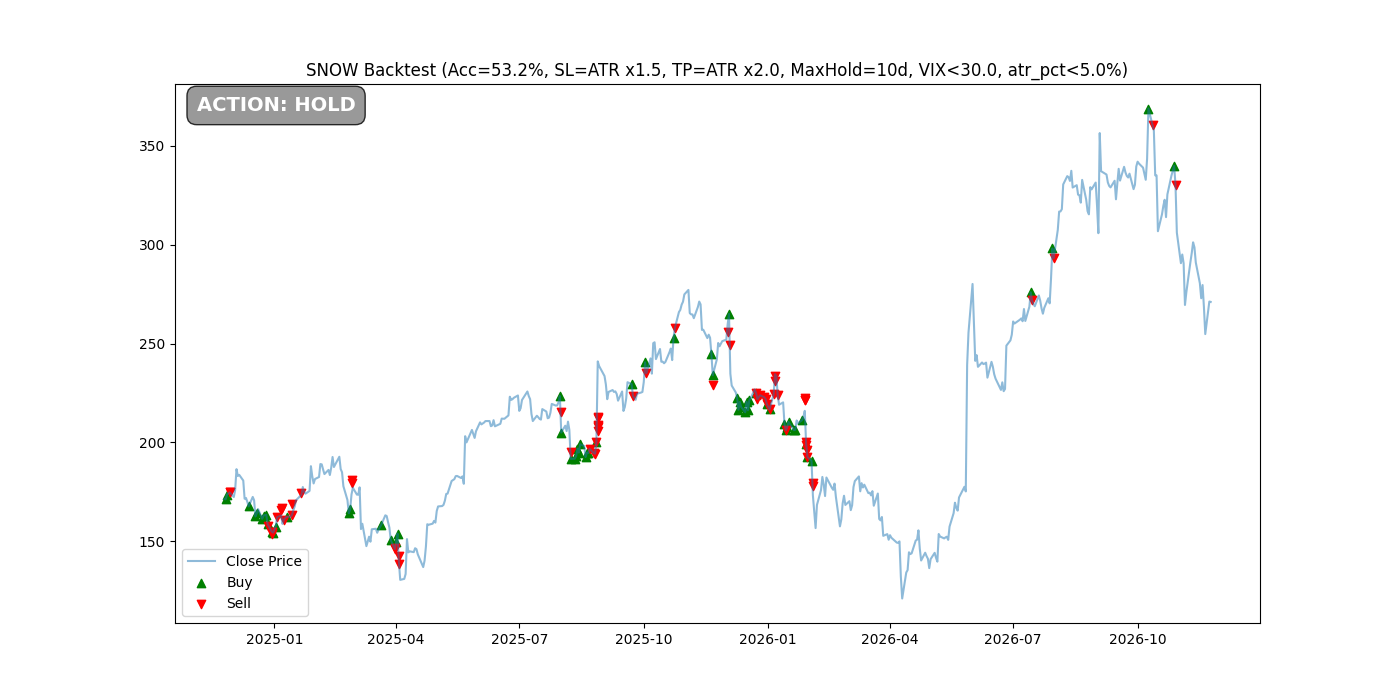 SNOW Backtest (Acc=53.2%, SL=ATR x1.5, TP=ATR x2.0, MaxHold=10d, VIX<30.0, atr_pct<5.0%)
ACTION: HOLD
350
300
250
200
150
Close Price
Buy
Sell
2025-01 2025-04 2025-07 2025-10 2026-01 2026-04 2026-07 2026-10